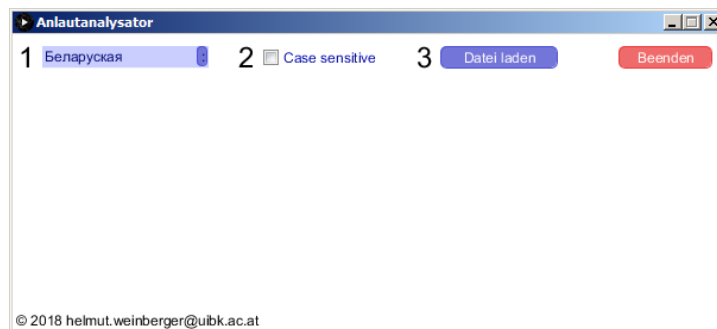 Anlautanalysator
1 Беларуская 2 Case sensitive 3 Datei laden Beenden
© 2018 helmut.weinberger@uibk.ac.at